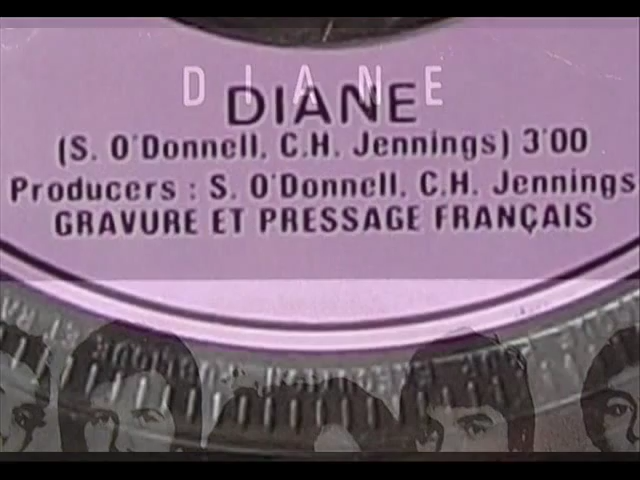 DIANE
DIANE
(S. O'Donnell, C.H. Jennings) 3'00
Producers : S. O'Donnell, C.H. Jennings
GRAVURE ET PRESSAGE FRANÇAIS